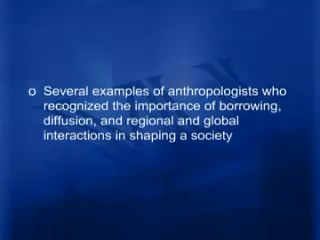 o Several examples of anthropologists who
recognized the importance of borrowing,
diffusion, and regional and global
interactions in shaping a society